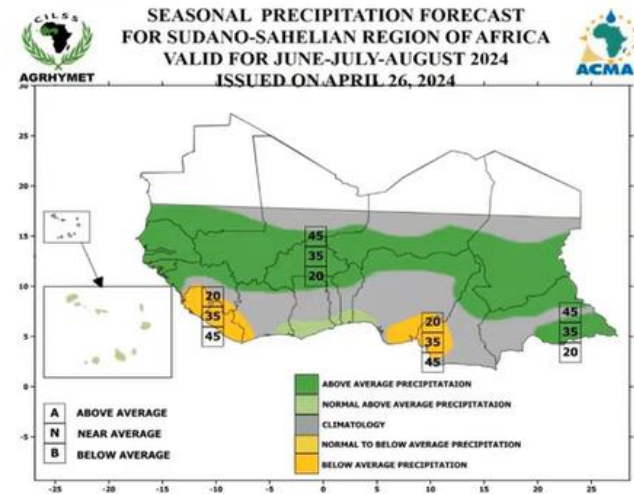 CILSS
AGRHYMET
SEASONAL PRECIPITATION FORECAST
FOR SUDANO-SAHELIAN REGION OF AFRICA
VALID FOR JUNE-JULY-AUGUST 2024
ISSUED ON APRIL 26, 2024
ACMA
30
25
20
15
10
5
0
-5
45
35
20
20
35
45
20
35
45
45
35
20
A ABOVE AVERAGE
N NEAR AVERAGE
B BELOW AVERAGE
ABOVE AVERAGE PRECIPITATAION
NORMAL ABOVE AVERAGE PRECIPITATAION
CLIMATOLOGY
NORMAL TO BELOW AVERAGE PRECIPITATION
BELOW AVERAGE PRECIPITATION
-25 -20 -15 -10 -5 0 5 10 15 20 25